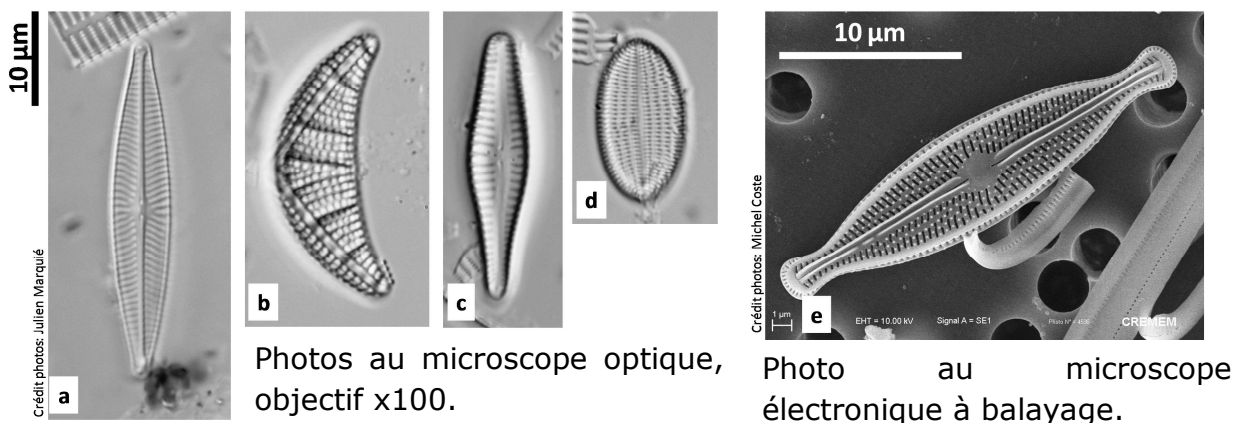 10 µm
Crédit photos: Julien Marquié
a
b
c
d
Photos au microscope optique,
objectif x100.
10 µm
Crédit photos: Michel Coste
e
1 µm
EHT = 10.00 kV
Signal A = SE1
CREMEM
Photo au microscope
électronique à balayage.